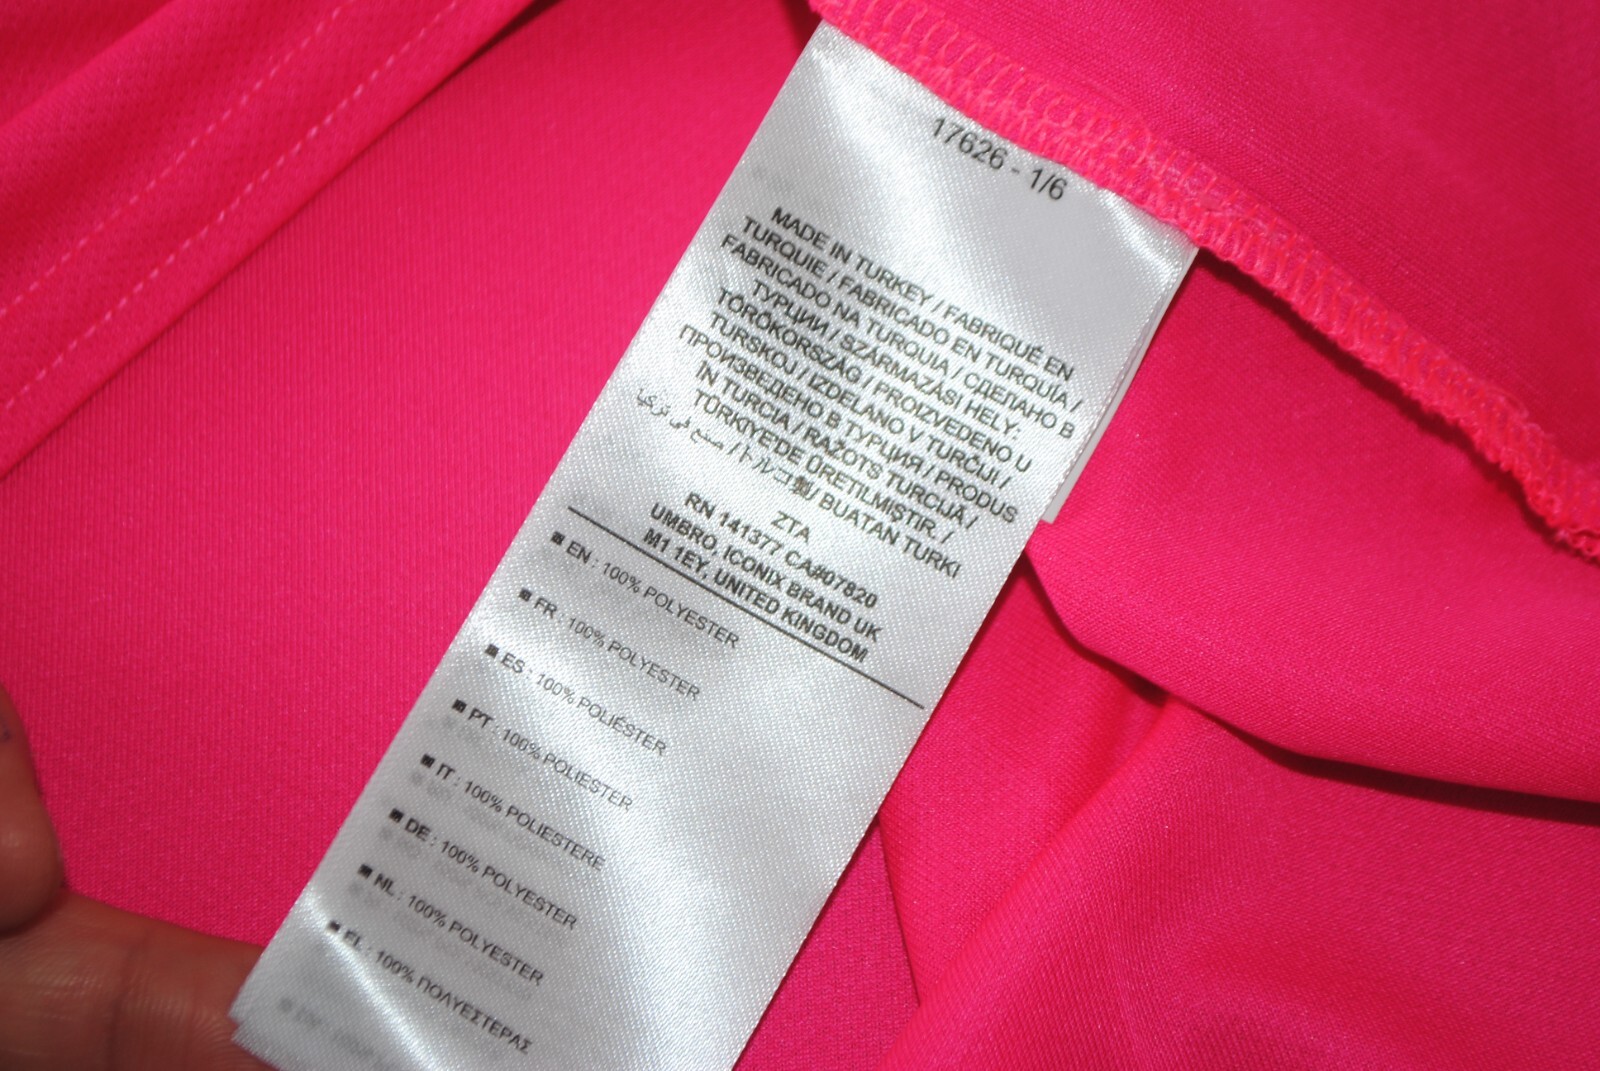 17626 - 1/6
MADE IN TURKEY / FABRIQUÉ EN
TURQUIE / FABRICADO EN TURQUÍA /
FABRICADO NA TURQUIA / СДЕЛАНО В
ТУРЦИИ / SZÁRMAZÁSI HELY:
TÖRÖKORSZÁG / PROIZVEDENO U
TURSKOJ / IZDELANO V TURČIJI /
ПРОИЗВЕДЕНО В ТУРЦИЯ / PRODUS
ÎN TURCIA / RAŽOTS TURCIJĀ /
TÜRKIYE'DE ÜRETILMIŞTIR. /
صنع في تركيا / トルコ製/ BUATAN TURKI
ZTA
RN 141377 CA#07820
UMBRO, ICONIX BRAND UK
M1 1EY, UNITED KINGDOM
■ EN : 100% POLYESTER
■ FR : 100% POLYESTER
■ ES : 100% POLIÉSTER
■ PT : 100% POLIESTER
■ IT : 100% POLIESTERE
■ DE : 100% POLYESTER
■ NL : 100% POLYESTER
■ EL : 100% ΠΟΛΥΕΣΤΕΡΑΣ